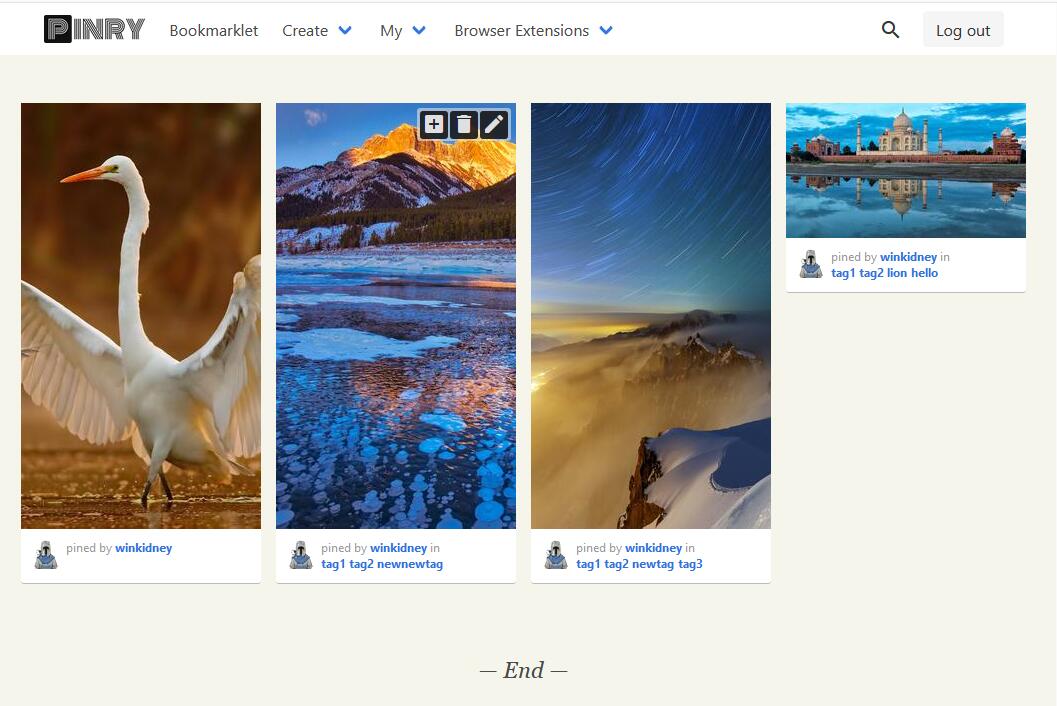 PINRY Bookmarklet Create My Browser Extensions Log out
pined by winkidney
pined by winkidney in
tag1 tag2 newnewtag
pined by winkidney in
tag1 tag2 newtag tag3
pined by winkidney in
tag1 tag2 lion hello
— End —